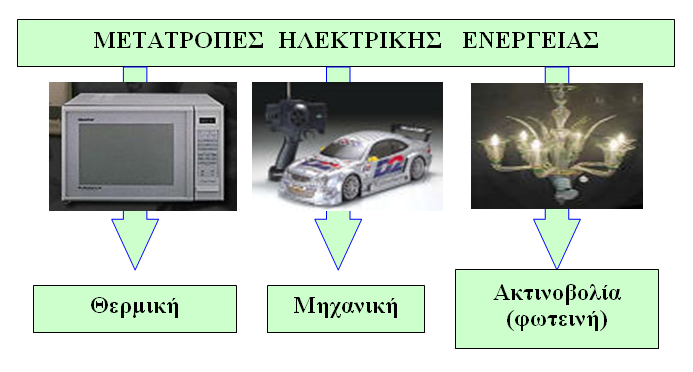 ΜΕΤΑΤΡΟΠΕΣ ΗΛΕΚΤΡΙΚΗΣ ΕΝΕΡΓΕΙΑΣ
Θερμική
Μηχανική
Ακτινοβολία
(φωτεινή)